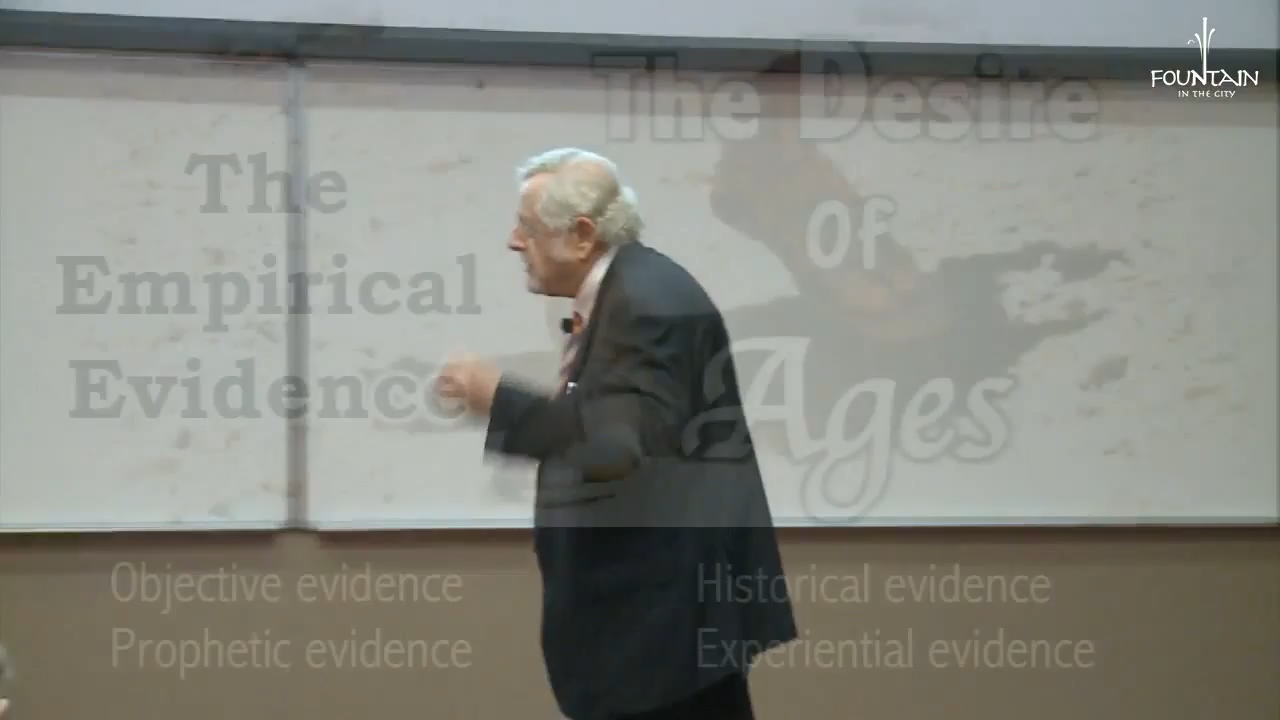 FOUNTAIN
IN THE CITY
The Desire
Of
Ages
The
Empirical
Evidence
Objective evidence
Prophetic evidence
Historical evidence
Experiential evidence